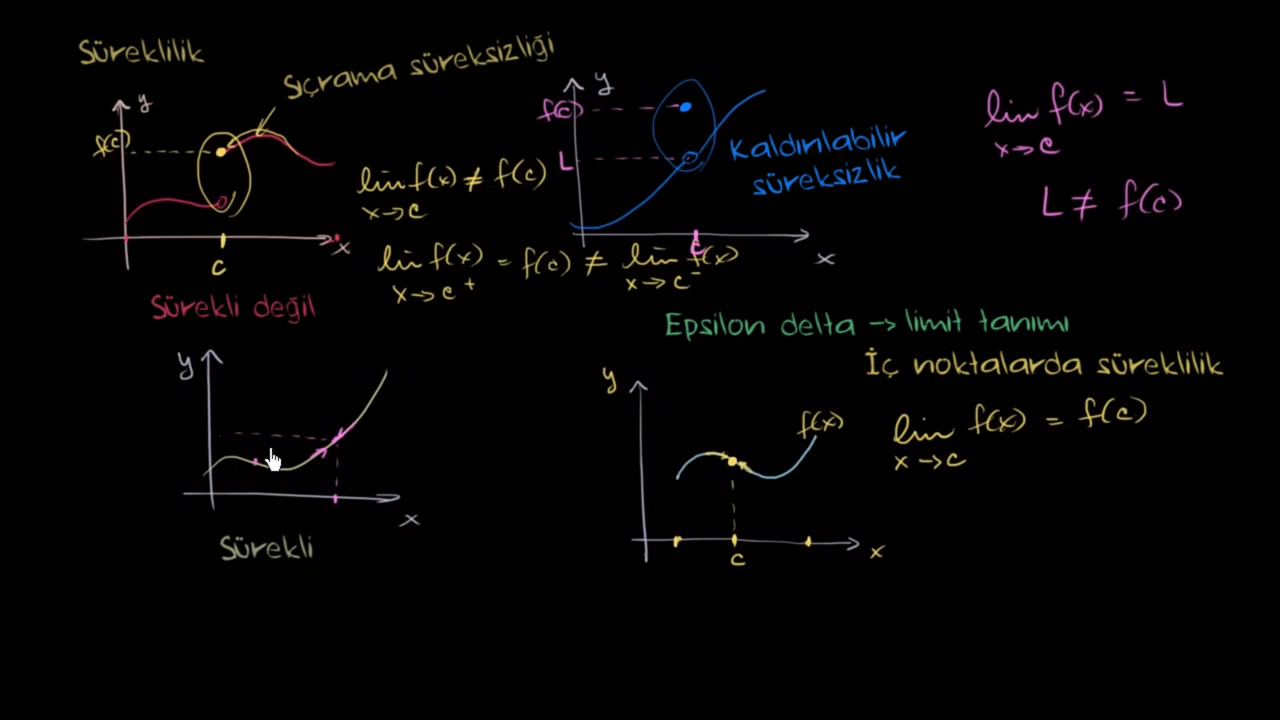 Süreklilik
Sıçrama süreksizliği
y
f(c)
lim f(x) ≠ f(c)
x→c
c
x
lim f(x) = f(c) ≠ lim f(x)
x→c⁺ x→c⁻
Sürekli değil
y
f(c)
L
Kaldırılabilir
süreksizlik
c
x
lim f(x) = L
x→c
L ≠ f(c)
Epsilon delta → limit tanımı
İç noktalarda süreklilik
y
x
Sürekli
y
f(x)
c
x
lim f(x) = f(c)
x→c